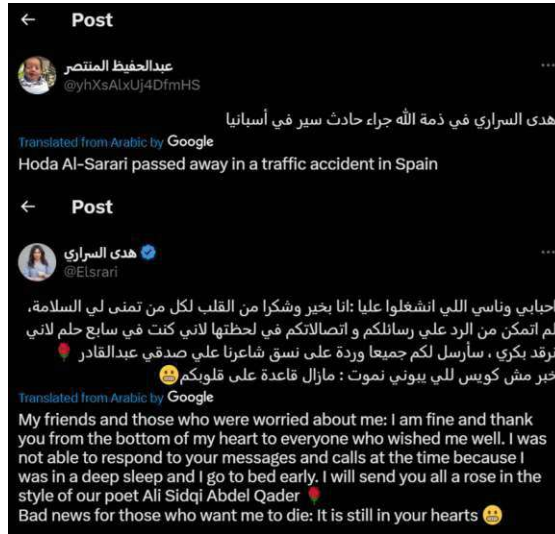 ← Post
عبدالحفيظ المنتصر
@yhXsAlxUj4DfmHS
هدى السراري في ذمة الله جراء حادث سير في أسبانيا
Translated from Arabic by Google
Hoda Al-Sarari passed away in a traffic accident in Spain
← Post
هدى السراري
@Elsrari
احبابي وناسي اللي انشغلوا عليا :انا بخير وشكرا من القلب لكل من تمنى لي السلامة،
لم اتمكن من الرد علي رسائلكم و اتصالاتكم في لحظتها لاني كنت في سابع حلم لاني
نرقد بكري ، سأرسل لكم جميعا وردة على نسق شاعرنا علي صدقي عبدالقادر 🌹
خبر مش كويس للي يبوني نموت : مازال قاعدة على قلوبكم😬
Translated from Arabic by Google
My friends and those who were worried about me: I am fine and thank
you from the bottom of my heart to everyone who wished me well. I was
not able to respond to your messages and calls at the time because I
was in a deep sleep and I go to bed early. I will send you all a rose in the
style of our poet Ali Sidqi Abdel Qader 🌹
Bad news for those who want me to die: It is still in your hearts 😬